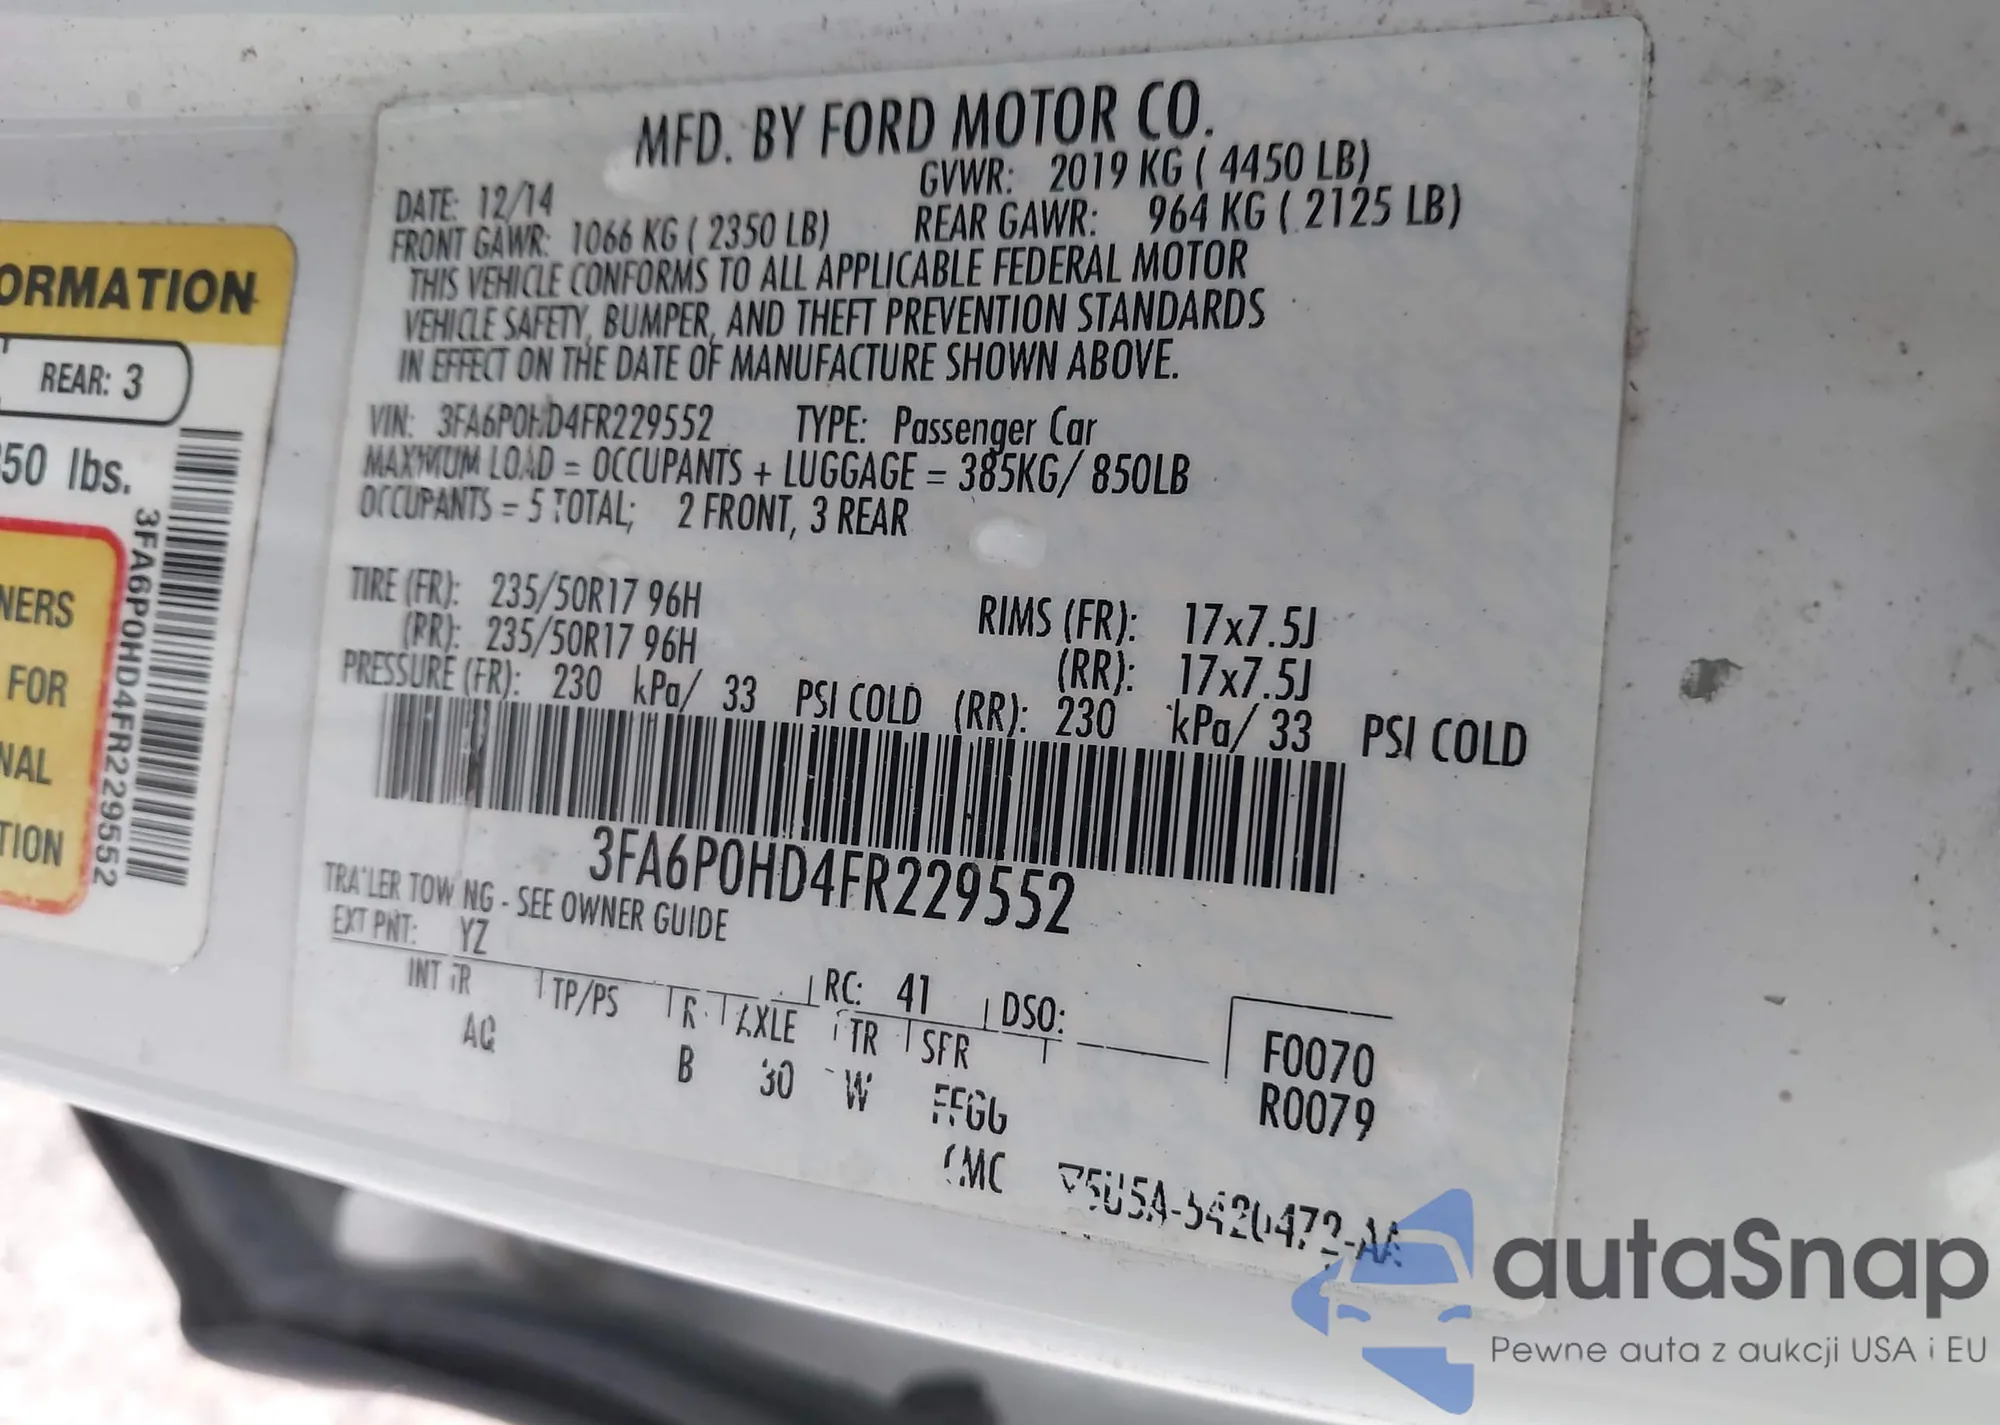 MFD. BY FORD MOTOR CO.
DATE: 12/14
GVWR: 2019 KG ( 4450 LB)
FRONT GAWR: 1066 KG ( 2350 LB)
REAR GAWR: 964 KG ( 2125 LB)
THIS VEHICLE CONFORMS TO ALL APPLICABLE FEDERAL MOTOR
VEHICLE SAFETY, BUMPER, AND THEFT PREVENTION STANDARDS
IN EFFECT ON THE DATE OF MANUFACTURE SHOWN ABOVE.
VIN: 3FA6P0HD4FR229552 TYPE: Passenger Car
MAXIMUM LOAD = OCCUPANTS + LUGGAGE = 385KG/ 850LB
OCCUPANTS = 5 TOTAL; 2 FRONT, 3 REAR
TIRE (FR): 235/50R17 96H RIMS (FR): 17x7.5J
(RR): 235/50R17 96H (RR): 17x7.5J
PRESSURE (FR): 230 kPa/ 33 PSI COLD (RR): 230 kPa/ 33 PSI COLD
3FA6P0HD4FR229552
TRAILER TOWING - SEE OWNER GUIDE
EXT PNT: YZ RC: 41 DSO:
INT TR TP/PS R AXLE TR SPR
AQ B 30 W FFGG
F0070
R0079
ORMATION
REAR: 3
50 lbs.
NERS
FOR
NAL
TION
3FA6P0HD4FR229552
autaSnap
Pewne auta z aukcji USA i EU